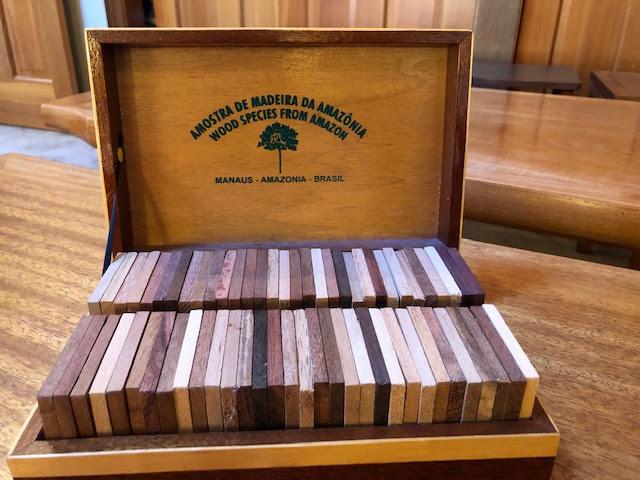 AMOSTRA DE MADEIRA DA AMAZÔNIA
WOOD SPECIES FROM AMAZON
MANAUS - AMAZONIA - BRASIL